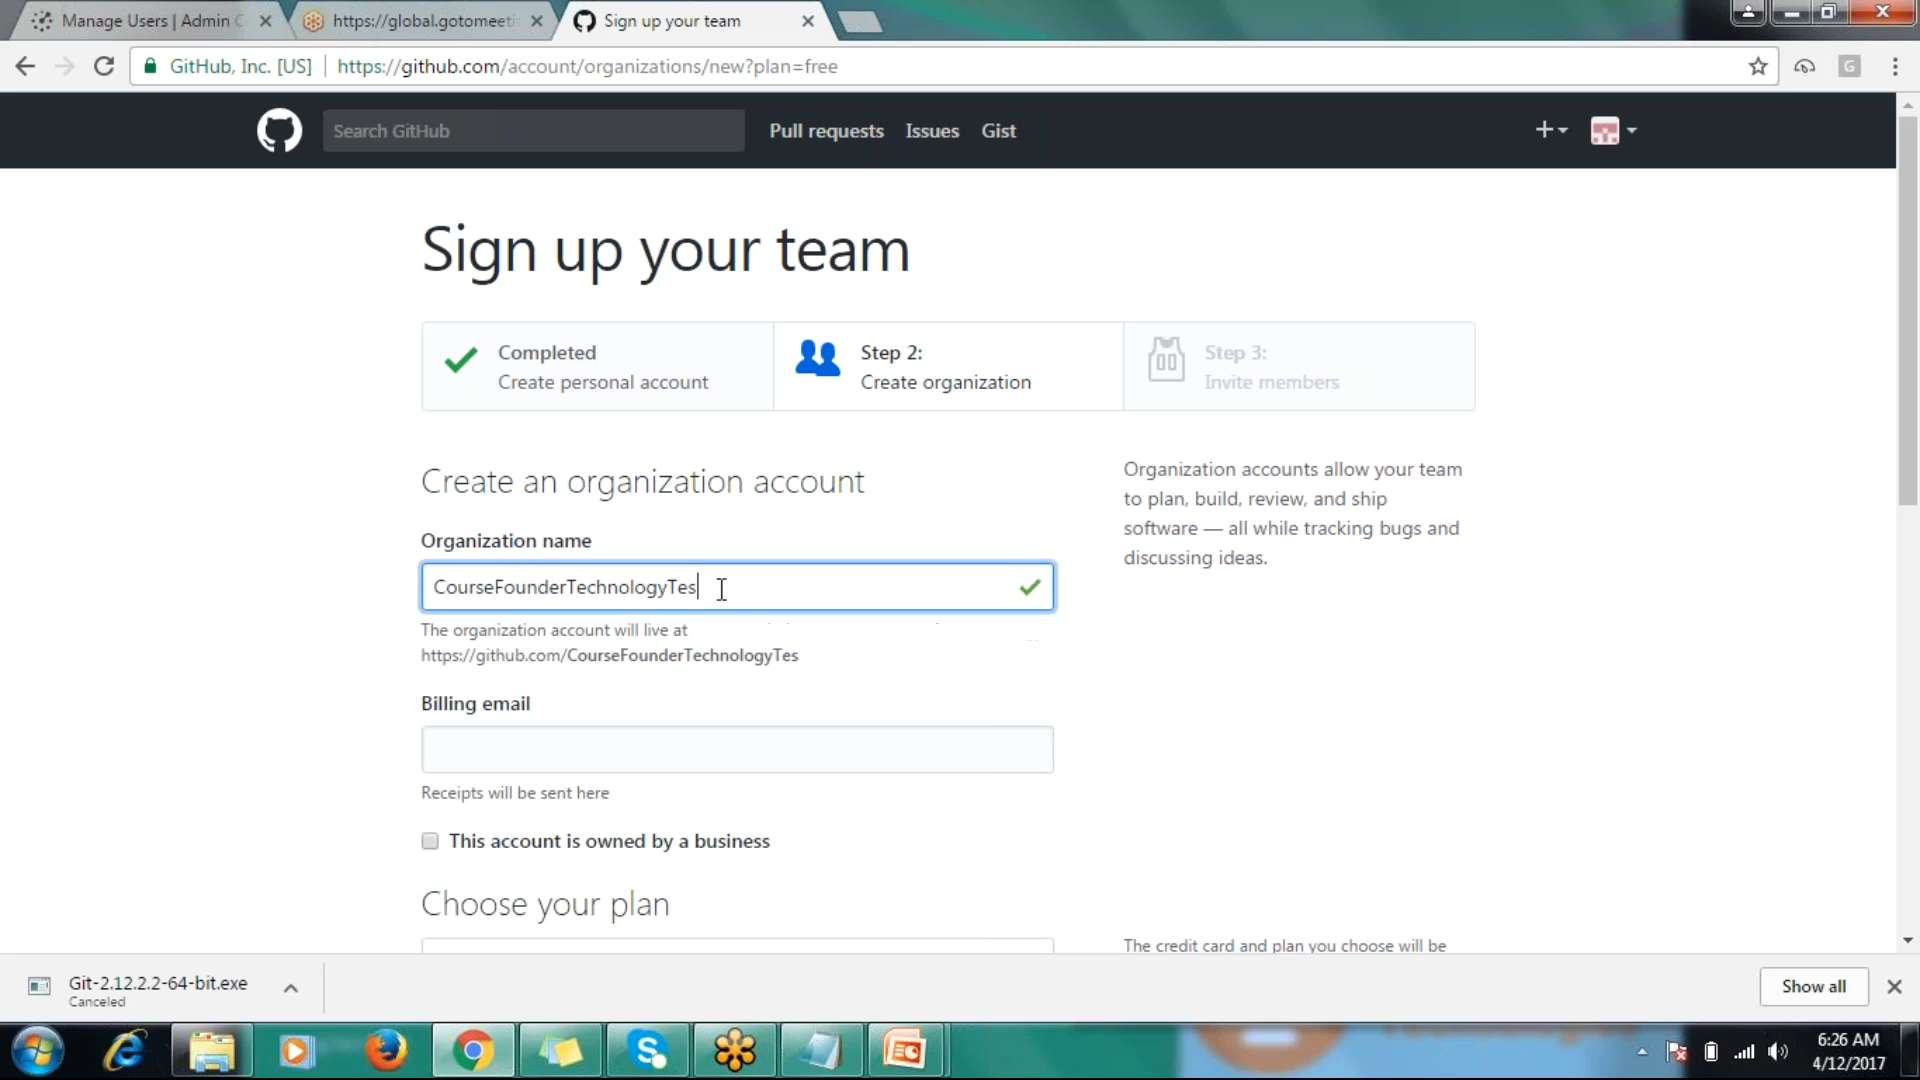 Manage Users | Admin C
https://global.gotomeeti
Sign up your team
GitHub, Inc. [US]
https://github.com/account/organizations/new?plan=free
G
Search GitHub
Pull requests
Issues
Gist
Sign up your team
Completed
Create personal account
Step 2:
Create organization
Step 3:
Invite members
Create an organization account
Organization accounts allow your team
to plan, build, review, and ship
software — all while tracking bugs and
discussing ideas.
Organization name
CourseFounderTechnologyTes
The organization account will live at
https://github.com/CourseFounderTechnologyTes
Billing email
Receipts will be sent here
This account is owned by a business
Choose your plan
The credit card and plan you choose will be
Git-2.12.2.2-64-bit.exe
Canceled
Show all
6:26 AM
4/12/2017